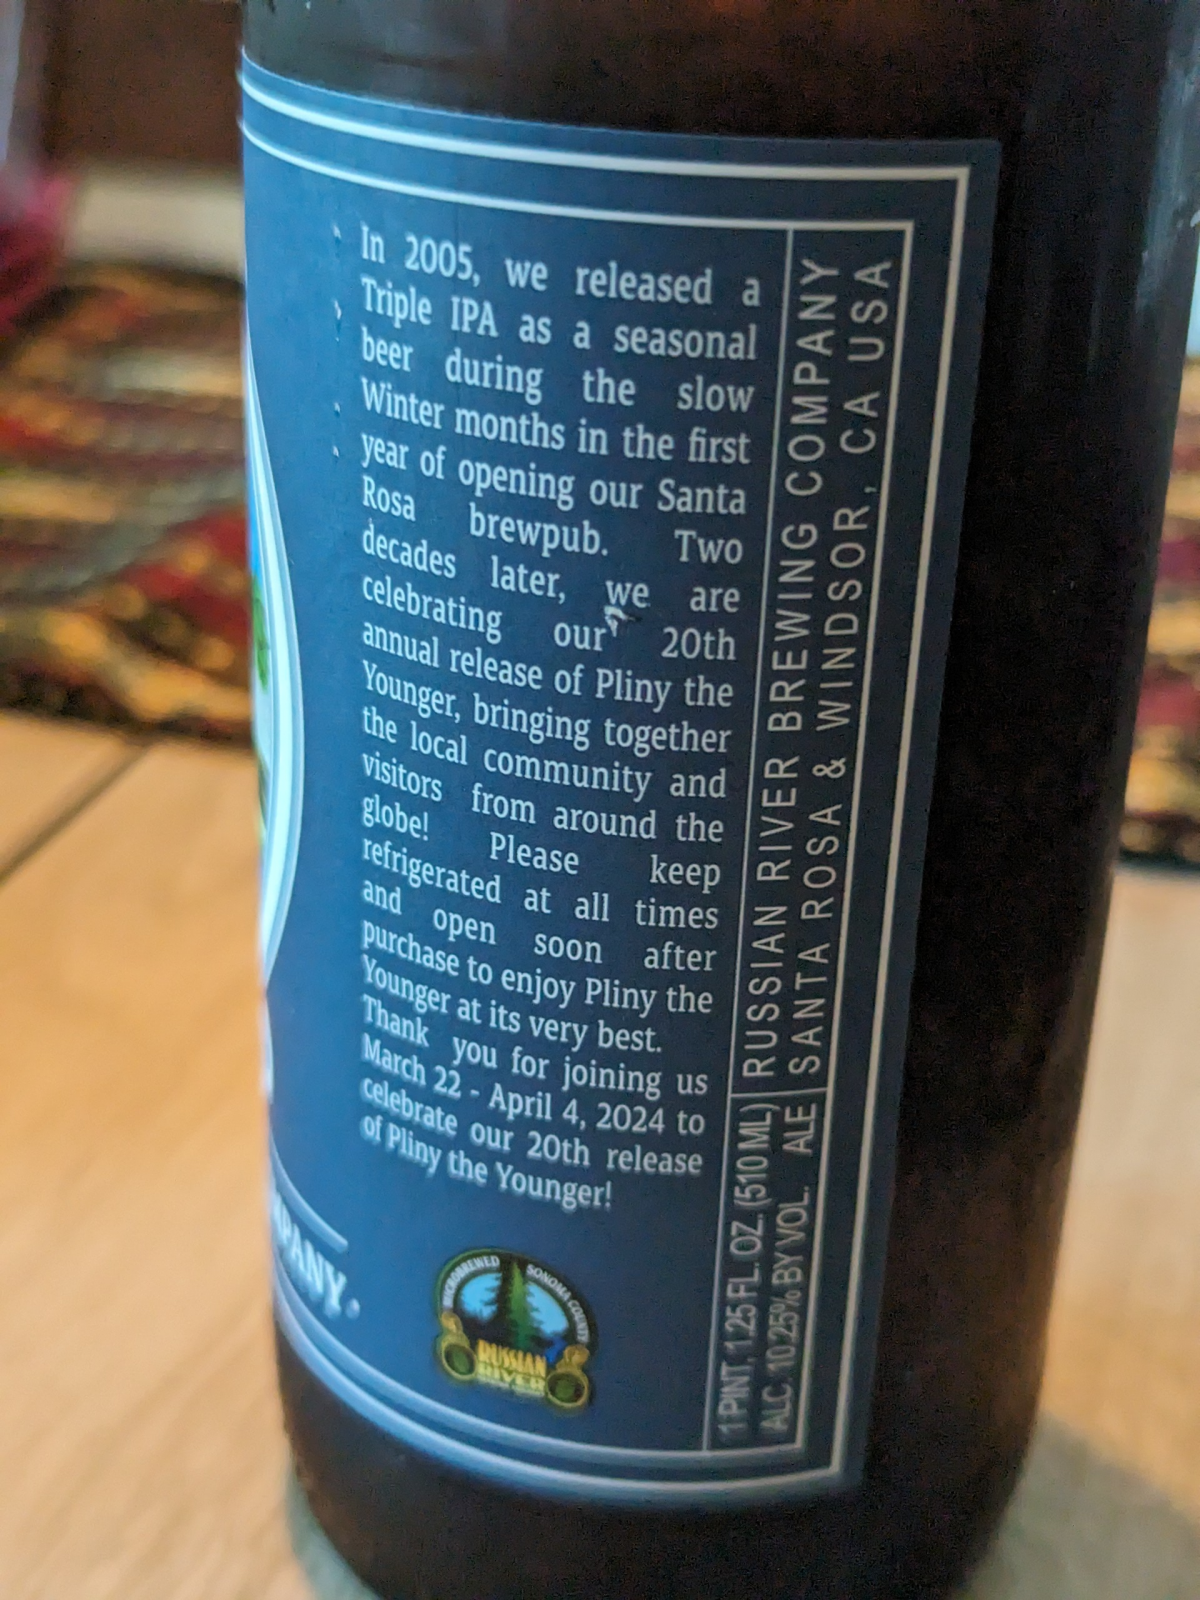 In 2005, we released a
Triple IPA as a seasonal
beer during the slow
Winter months in the first
year of opening our Santa
Rosa brewpub. Two
decades later, we are
celebrating our 20th
annual release of Pliny the
Younger, bringing together
the local community and
visitors from around the
globe! Please keep
refrigerated at all times
and open soon after
purchase to enjoy Pliny the
Younger at its very best.
Thank you for joining us
March 22 - April 4, 2024 to
celebrate our 20th release
of Pliny the Younger!
MICROBREWED SONOMA COUNTY
RUSSIAN
RIVER
RUSSIAN RIVER BREWING COMPANY
SANTA ROSA & WINDSOR, CA USA
1 PINT, 1.25 FL. OZ. (510 ML)
ALC. 10.25% BY VOL. ALE